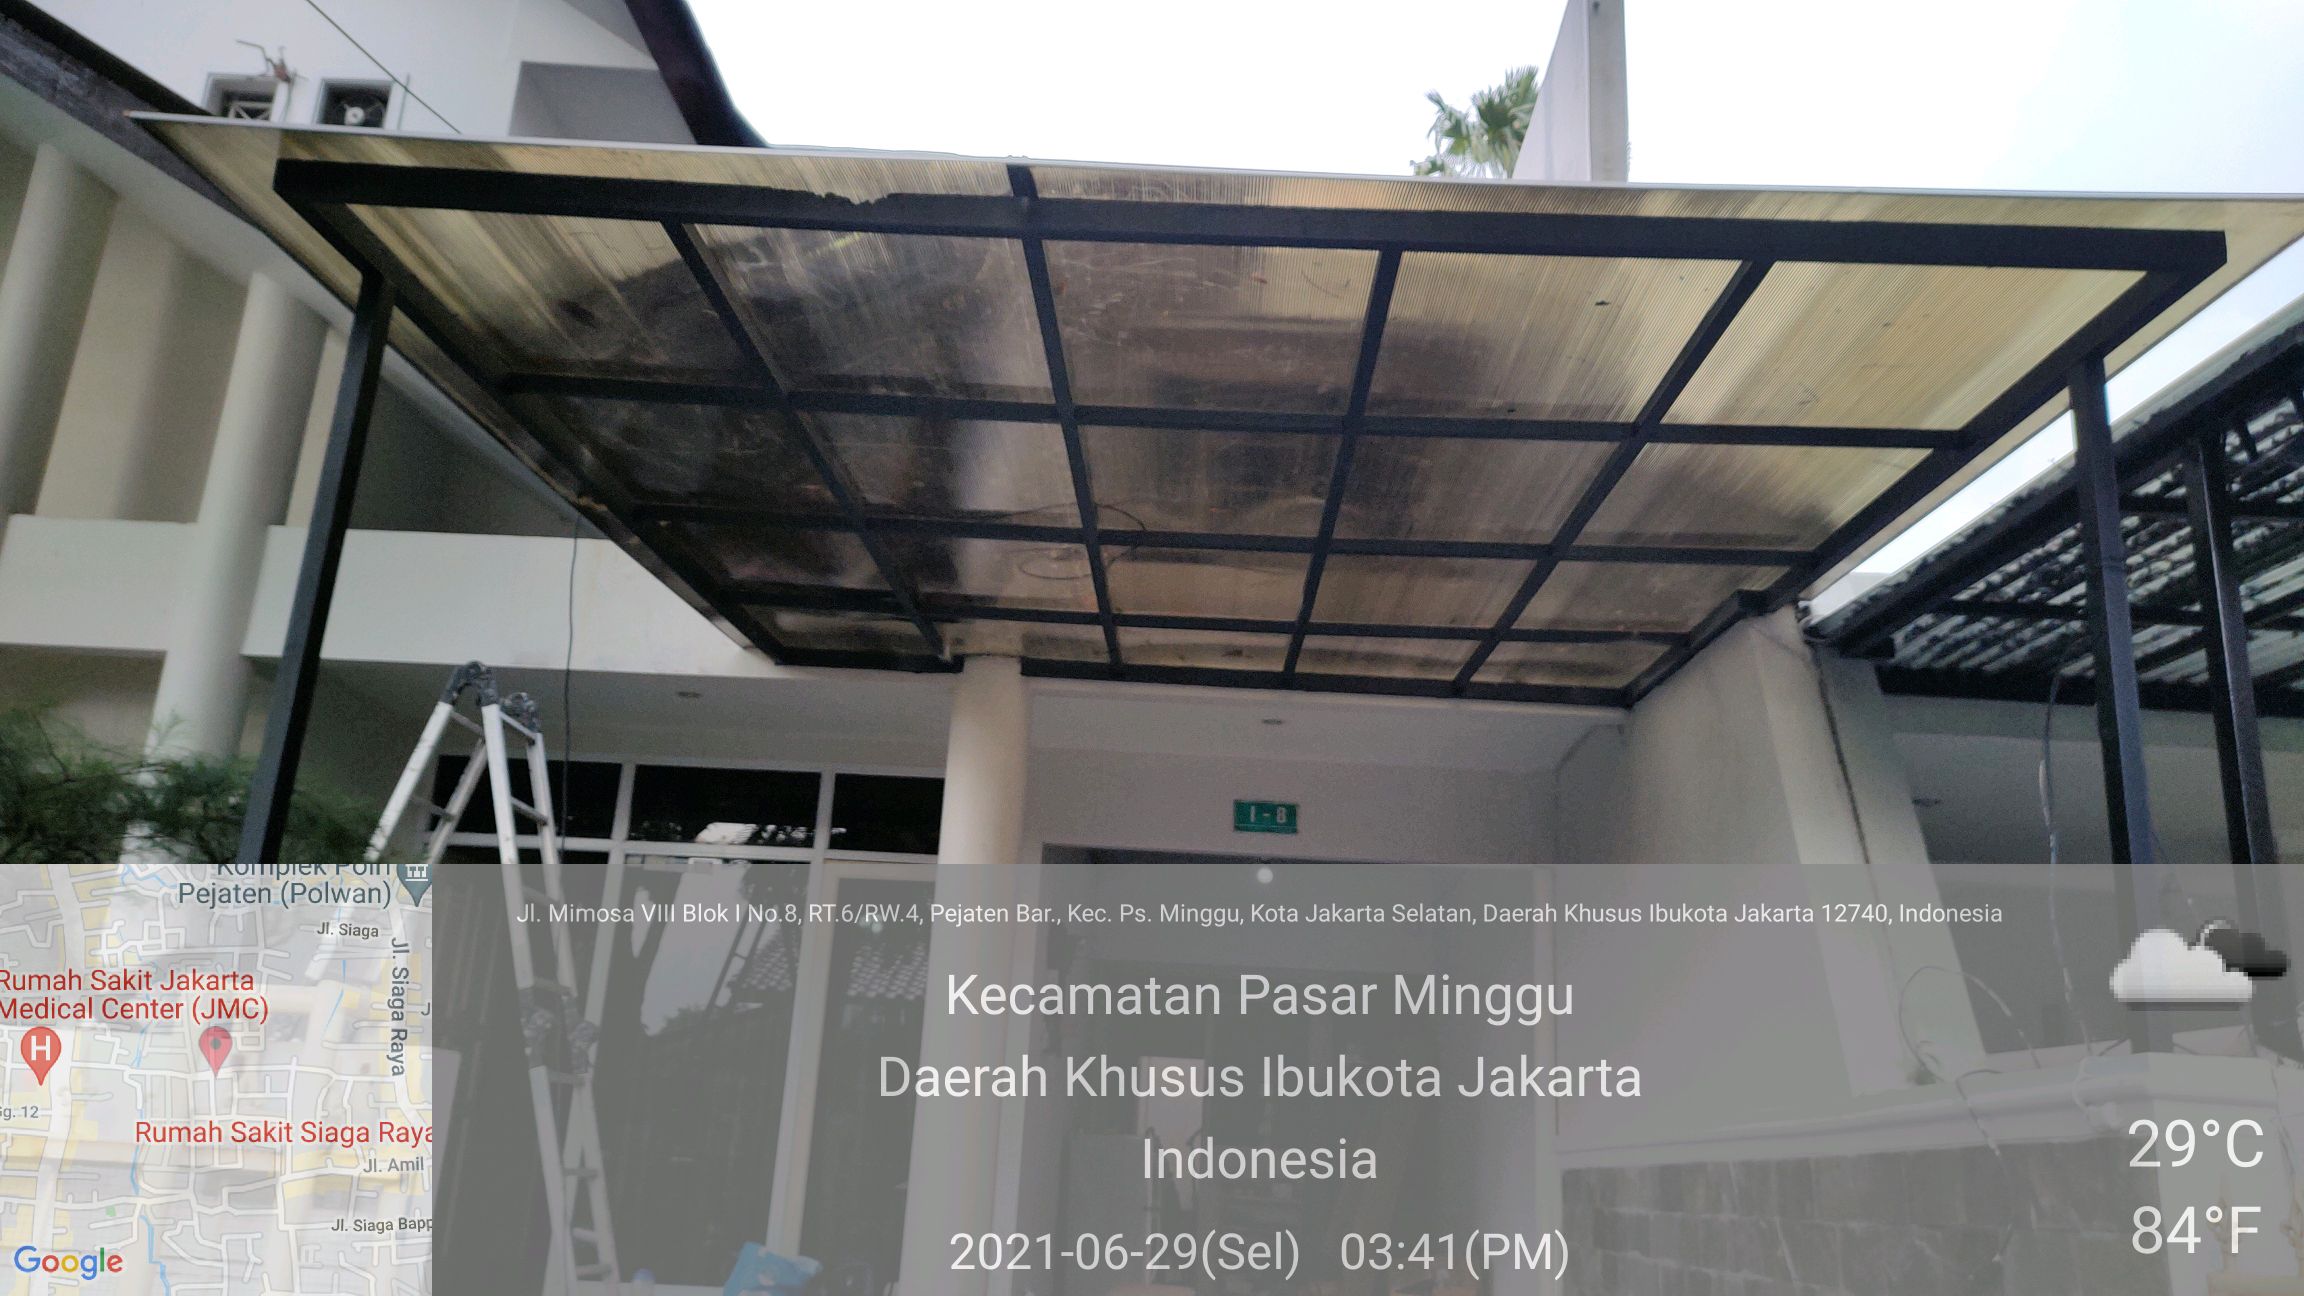 I-8
Komplek Polri
Pejaten (Polwan)
Jl. Siaga
Jl. Siaga Raya
Rumah Sakit Jakarta
Medical Center (JMC)
H
Gg. 12
Rumah Sakit Siaga Raya
Jl. Amil
Jl. Siaga Bapp
Google
Jl. Mimosa VIII Blok I No.8, RT.6/RW.4, Pejaten Bar., Kec. Ps. Minggu, Kota Jakarta Selatan, Daerah Khusus Ibukota Jakarta 12740, Indonesia
Kecamatan Pasar Minggu
Daerah Khusus Ibukota Jakarta
Indonesia
2021-06-29(Sel) 03:41(PM)
29°C
84°F